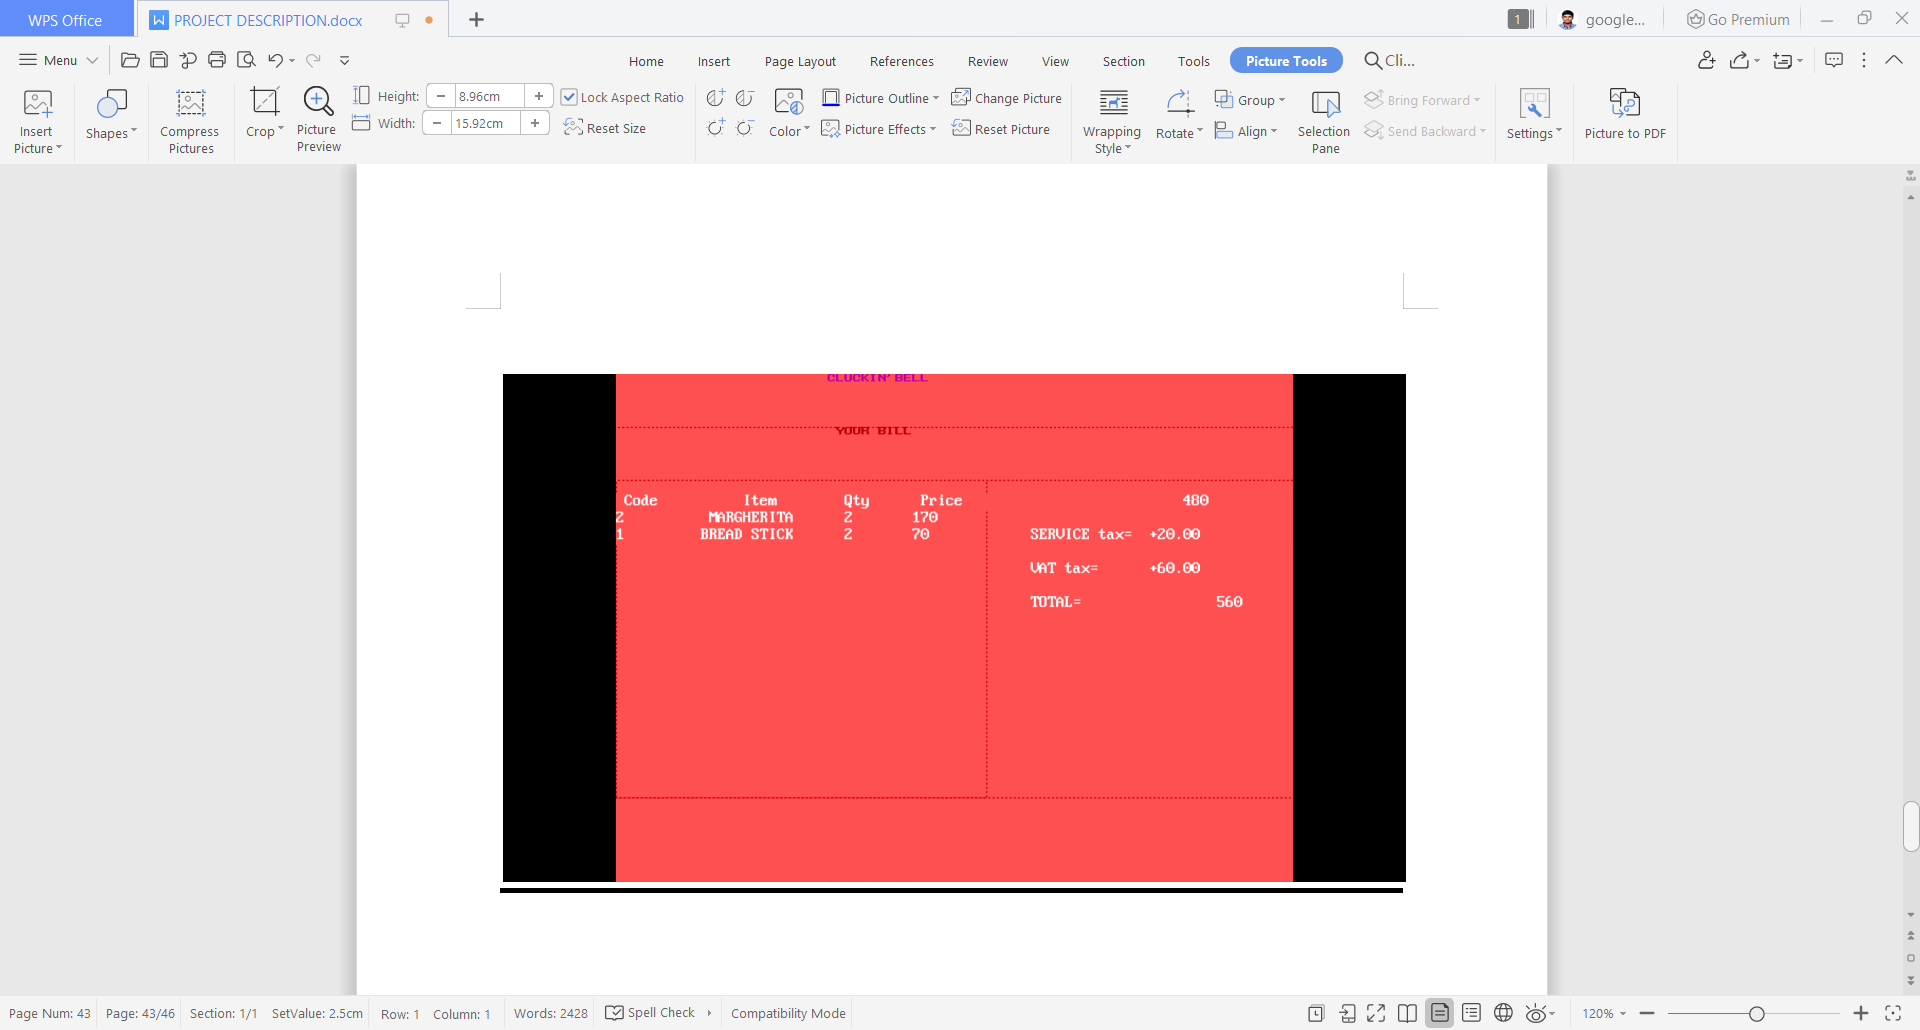 WPS Office PROJECT DESCRIPTION.docx 1 google... Go Premium
Menu Home Insert Page Layout References Review View Section Tools Picture Tools Cli...
Insert Picture Shapes Compress Pictures Crop Picture Preview Height: 8.96cm Width: 15.92cm Lock Aspect Ratio Reset Size Color Picture Outline Picture Effects Change Picture Reset Picture Wrapping Style Rotate Group Align Selection Pane Bring Forward Send Backward Settings Picture to PDF
CLUCKIN' BELL
YOUR BILL
Code Item Qty Price 480
2 MARGHERITA 2 170
1 BREAD STICK 2 70 SERVICE tax= +20.00
VAT tax= +60.00
TOTAL= 560
Page Num: 43 Page: 43/46 Section: 1/1 SetValue: 2.5cm Row: 1 Column: 1 Words: 2428 Spell Check Compatibility Mode 120%